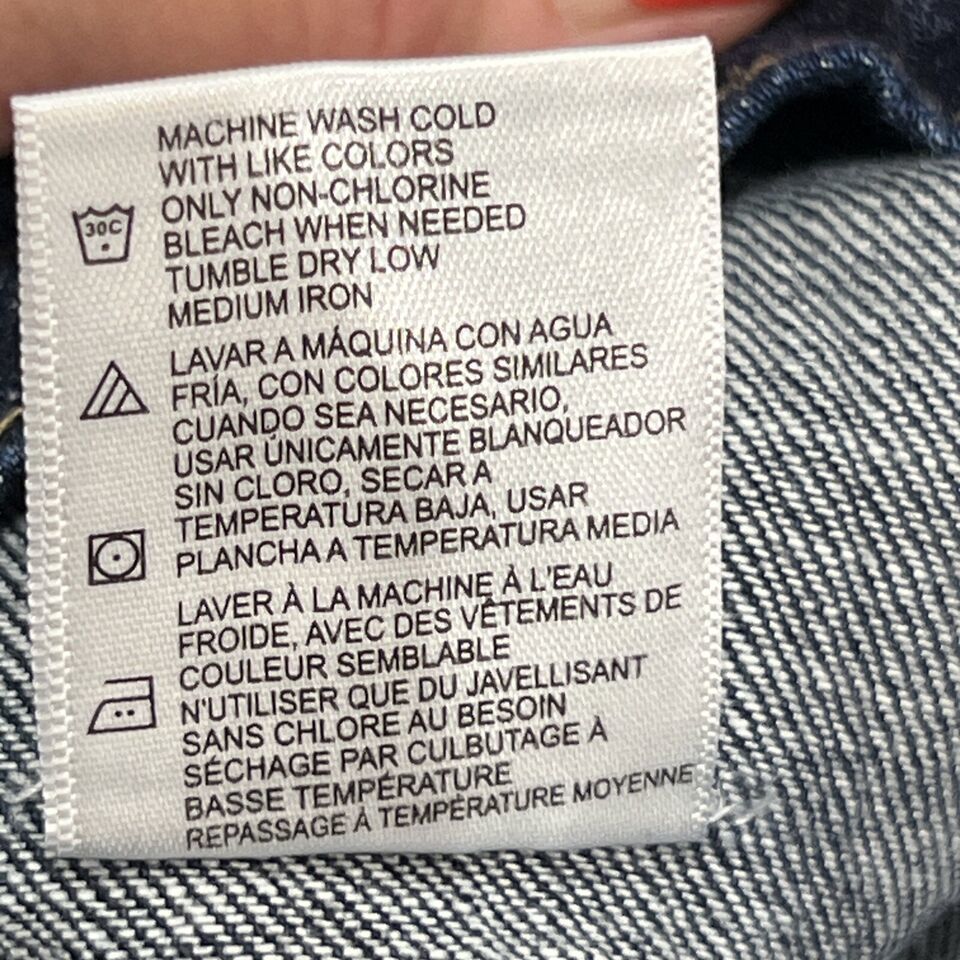 MACHINE WASH COLD
WITH LIKE COLORS
ONLY NON-CHLORINE
BLEACH WHEN NEEDED
TUMBLE DRY LOW
MEDIUM IRON
30C
LAVAR A MÁQUINA CON AGUA
FRÍA, CON COLORES SIMILARES
CUANDO SEA NECESARIO,
USAR ÚNICAMENTE BLANQUEADOR
SIN CLORO, SECAR A
TEMPERATURA BAJA, USAR
PLANCHA A TEMPERATURA MEDIA
LAVER À LA MACHINE À L'EAU
FROIDE, AVEC DES VÊTEMENTS DE
COULEUR SEMBLABLE
N'UTILISER QUE DU JAVELLISANT
SANS CHLORE AU BESOIN
SÉCHAGE PAR CULBUTAGE À
BASSE TEMPÉRATURE
REPASSAGE À TEMPÉRATURE MOYENNE